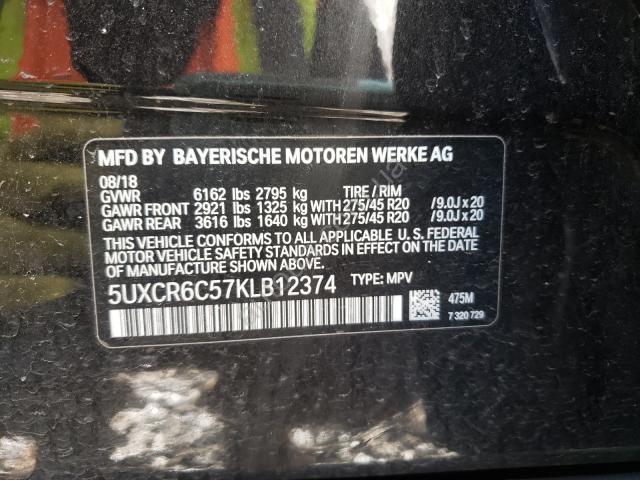 MFD BY BAYERISCHE MOTOREN WERKE AG
08/18
GVWR 6162 lbs 2795 kg TIRE / RIM
GAWR FRONT 2921 lbs 1325 kg WITH 275/45 R20 /9.0J x 20
GAWR REAR 3616 lbs 1640 kg WITH 275/45 R20 /9.0J x 20
THIS VEHICLE CONFORMS TO ALL APPLICABLE U.S. FEDERAL
MOTOR VEHICLE SAFETY STANDARDS IN EFFECT ON THE
DATE OF MANUFACTURE SHOWN ABOVE.
5UXCR6C57KLB12374 TYPE: MPV
475M
7 320 729